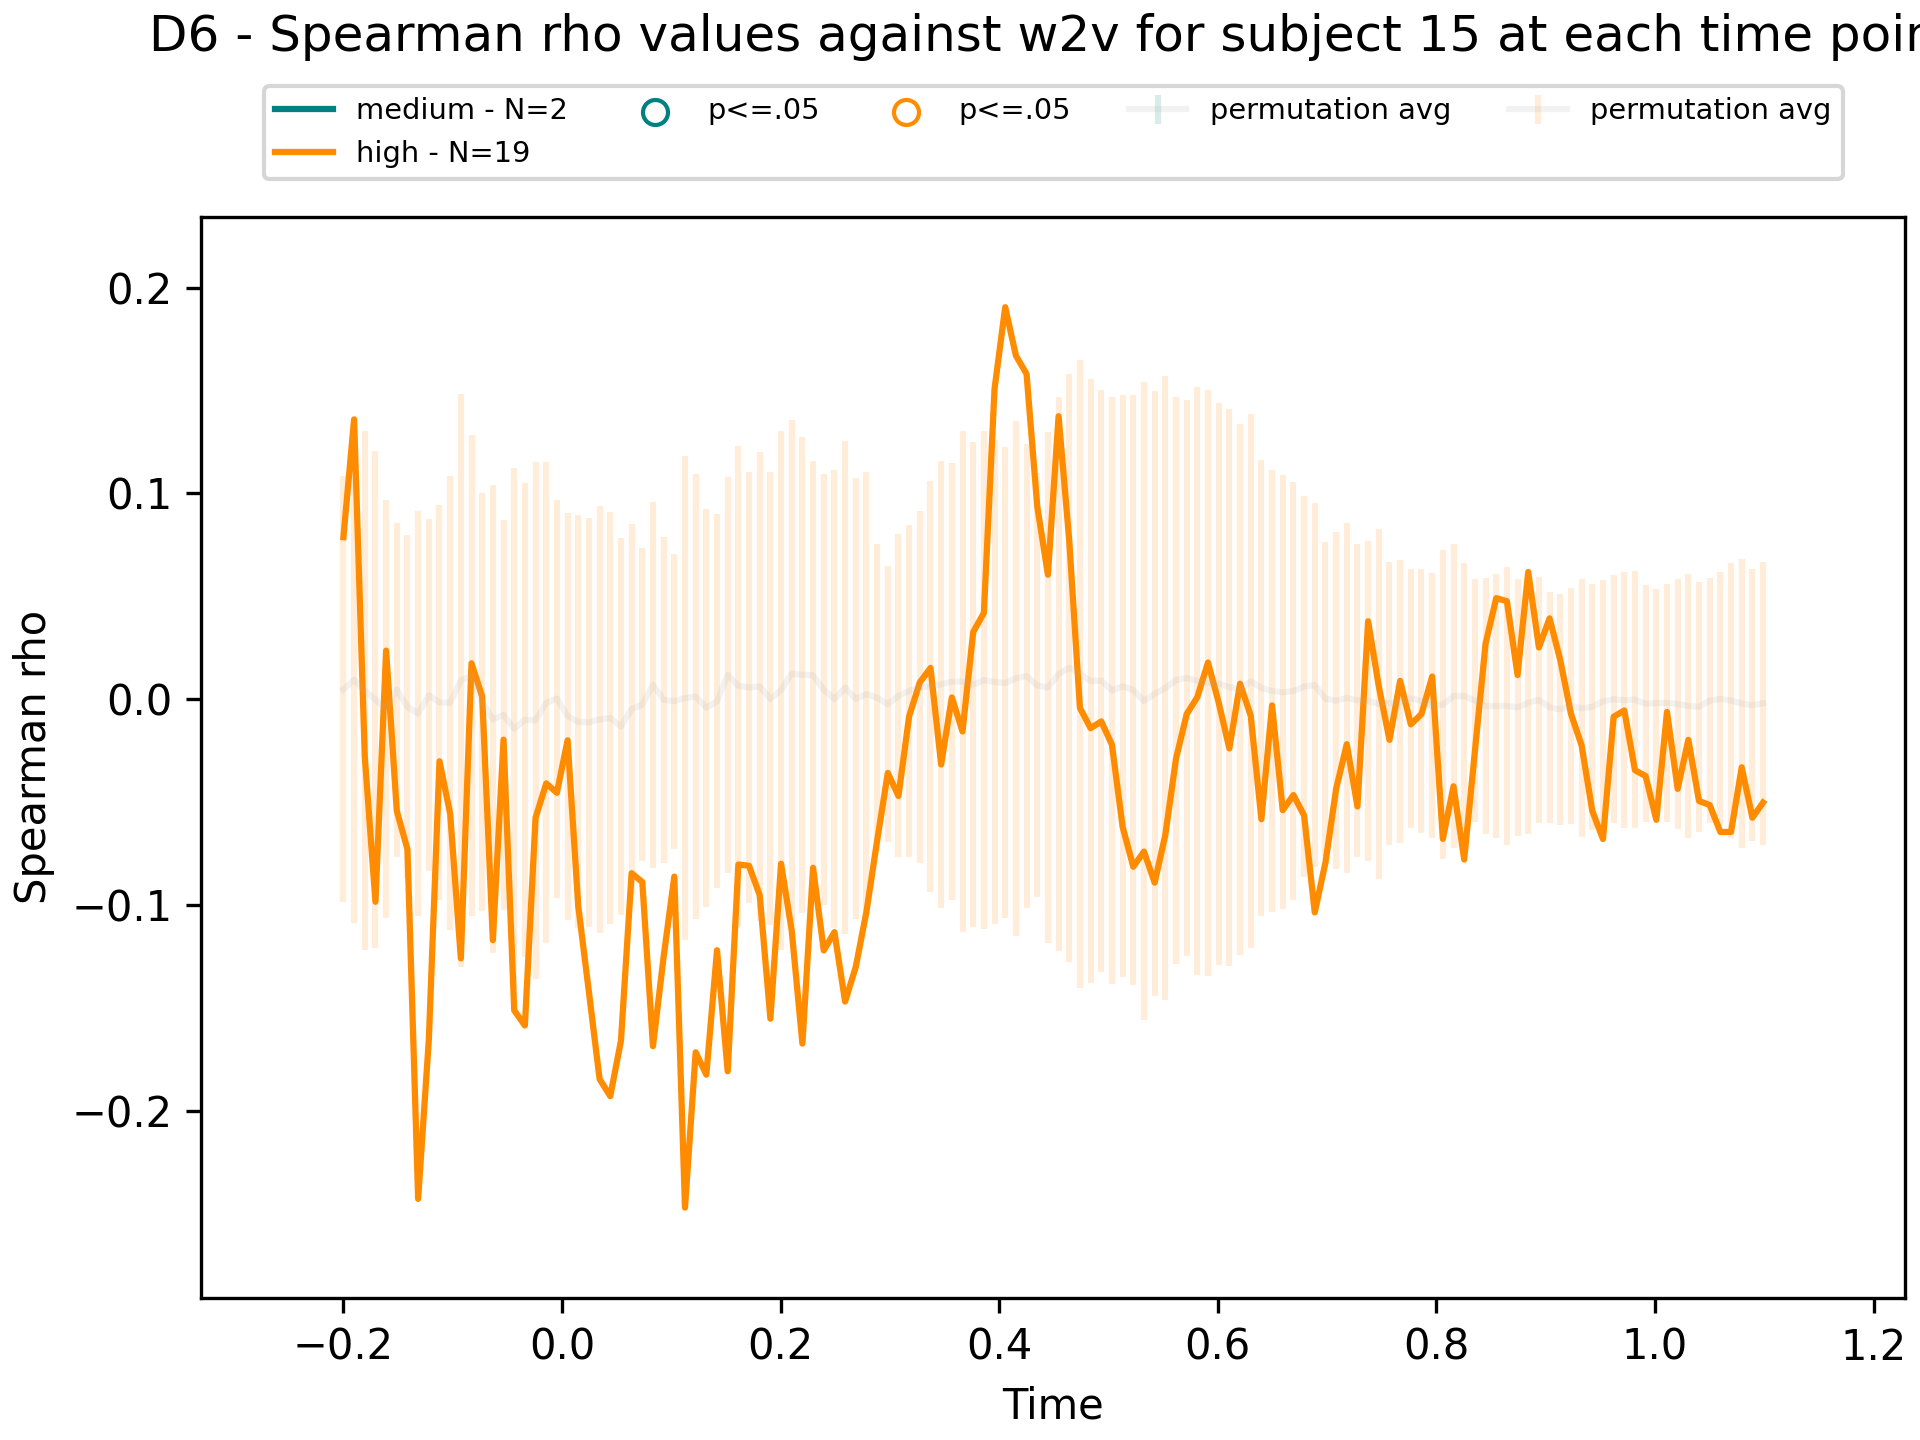 D6 - Spearman rho values against w2v for subject 15 at each time poin
medium - N=2 p<=.05 p<=.05 permutation avg permutation avg
high - N=19
0.2
0.1
0.0
−0.1
−0.2
Spearman rho
−0.2 0.0 0.2 0.4 0.6 0.8 1.0 1.2
Time